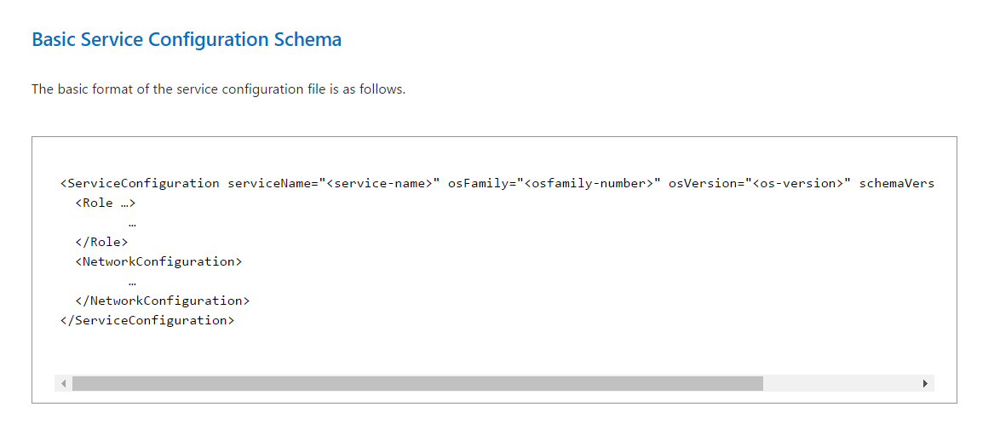 Basic Service Configuration Schema
The basic format of the service configuration file is as follows.
<ServiceConfiguration serviceName="<service-name>" osFamily="<osfamily-number>" osVersion="<os-version>" schemaVers
<Role …>
…
</Role>
<NetworkConfiguration>
…
</NetworkConfiguration>
</ServiceConfiguration>